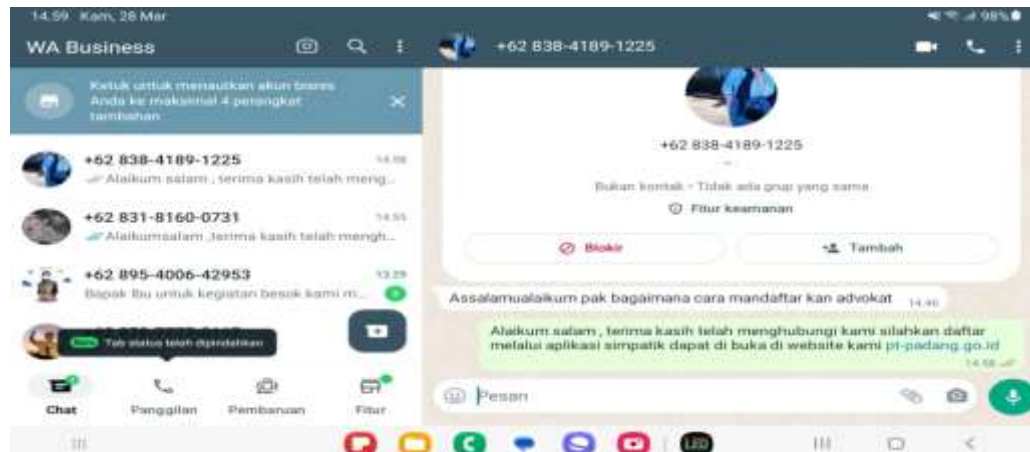 14.59 Kam, 28 Mar
98%
WA Business
Ketuk untuk menautkan akun bisnis
Anda ke maksimal 4 perangkat
tambahan
+62 838-4189-1225
14.58
Alaikum salam , terima kasih telah meng...
+62 831-8160-0731
14.55
Alaikumsalam ,terima kasih telah mengh...
+62 895-4006-42953
13.29
Bapak Ibu untuk kegiatan besok kami m...
Tab status telah dipindahkan
Chat
Panggilan
Pembaruan
Fitur
+62 838-4189-1225
+62 838-4189-1225
Bukan kontak • Tidak ada grup yang sama
Fitur keamanan
Blokir
Tambah
Assalamualaikum pak bagaimana cara mandaftar kan advokat 14.46
Alaikum salam , terima kasih telah menghubungi kami silahkan daftar
melalui aplikasi simpatik dapat di buka di website kami pt-padang.go.id
14.58
Pesan